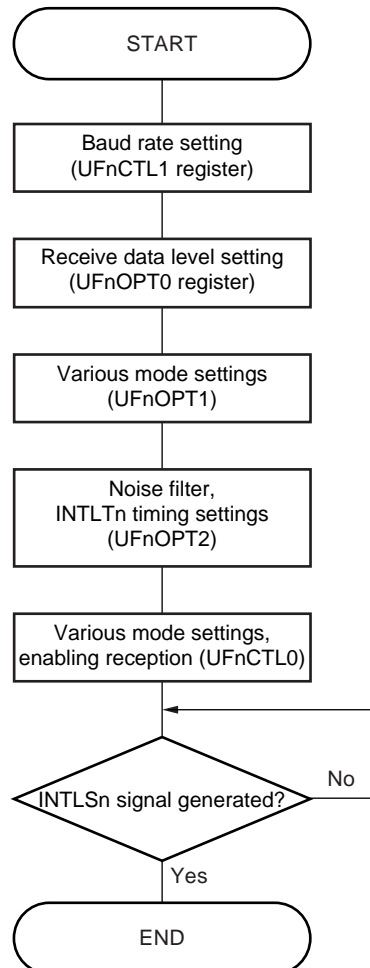 START
Baud rate setting
(UFnCTL1 register)
Receive data level setting
(UFnOPT0 register)
Various mode settings
(UFnOPT1)
Noise filter,
INTLTn timing settings
(UFnOPT2)
Various mode settings,
enabling reception (UFnCTL0)
INTLSn signal generated?
No
Yes
END